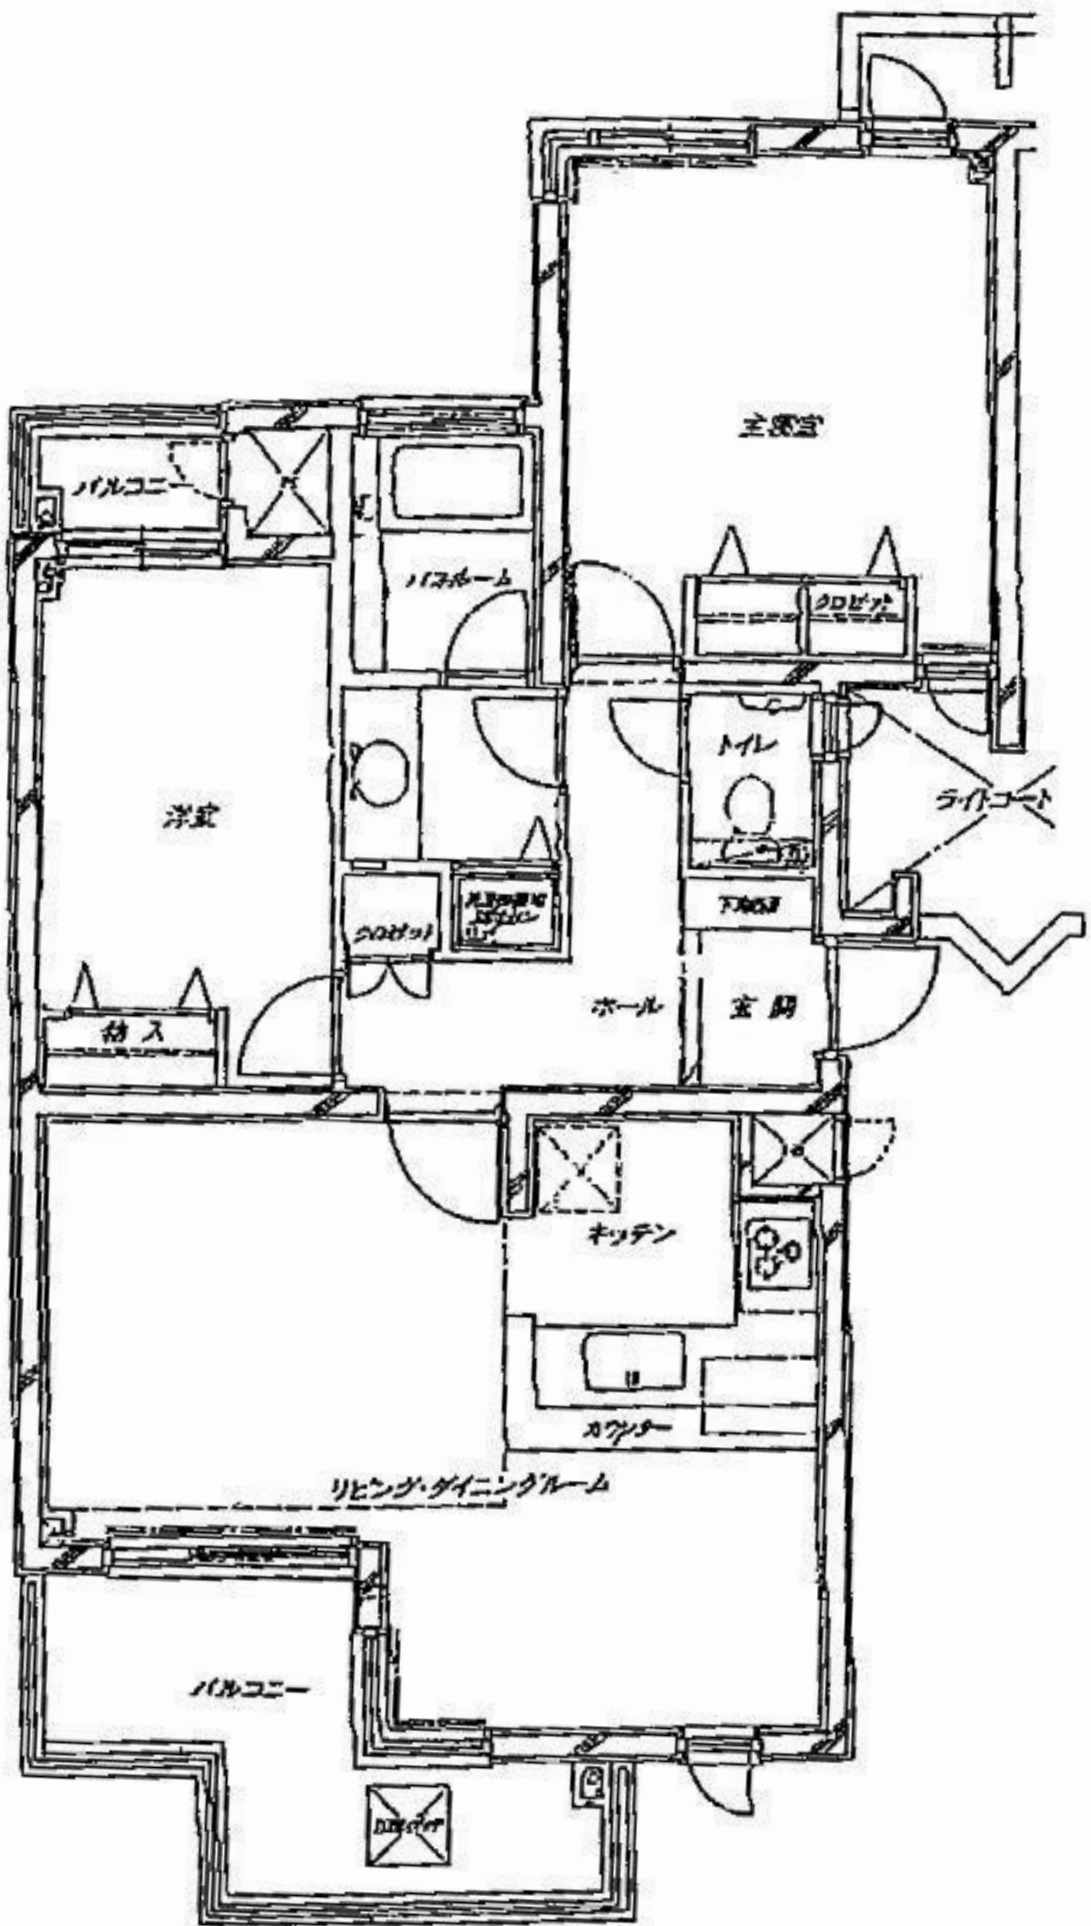 主寝室
バルコニー
クロゼット
バスルーム
トイレ
ライトコート
洋室
下足入
クロゼット
ホール
玄関
物入
キッチン
カウンター
リビング・ダイニングルーム
バルコニー